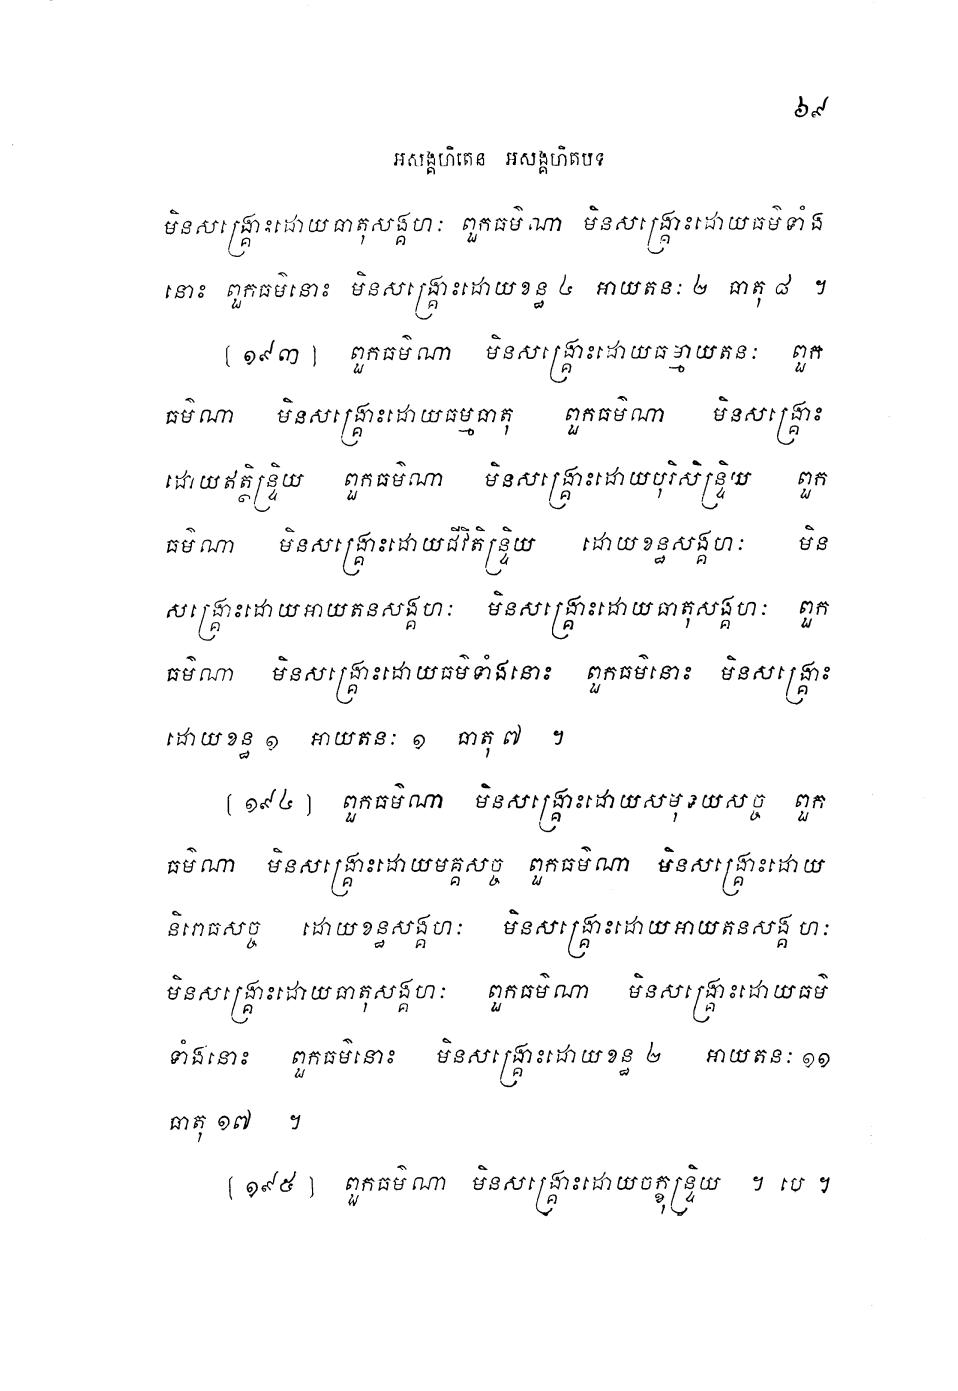 ៦៩
អសង្គហិតេន អសង្គហិតបទ
មិនសង្គ្រោះដោយធាតុសង្គហៈ ពួកធម៌ណា មិនសង្គ្រោះដោយធម៌ទាំង
នោះ ពួកធម៌នោះ មិនសង្គ្រោះដោយខន្ធ ៤ អាយតនៈ ២ ធាតុ ៨ ។
(១៩៣) ពួកធម៌ណា មិនសង្គ្រោះដោយធម្មាយតនៈ ពួក
ធម៌ណា មិនសង្គ្រោះដោយធម្មធាតុ ពួកធម៌ណា មិនសង្គ្រោះ
ដោយឥត្ថិន្ទ្រិយ ពួកធម៌ណា មិនសង្គ្រោះដោយបុរិសិន្ទ្រិយ ពួក
ធម៌ណា មិនសង្គ្រោះដោយជីវិតិន្ទ្រិយ ដោយខន្ធសង្គហៈ មិន
សង្គ្រោះដោយអាយតនសង្គហៈ មិនសង្គ្រោះដោយធាតុសង្គហៈ ពួក
ធម៌ណា មិនសង្គ្រោះដោយធម៌ទាំងនោះ ពួកធម៌នោះ មិនសង្គ្រោះ
ដោយខន្ធ ១ អាយតនៈ ១ ធាតុ ៧ ។
(១៩៤) ពួកធម៌ណា មិនសង្គ្រោះដោយសមុទយសច្ច ពួក
ធម៌ណា មិនសង្គ្រោះដោយមគ្គសច្ច ពួកធម៌ណា មិនសង្គ្រោះដោយ
និរោធសច្ច ដោយខន្ធសង្គហៈ មិនសង្គ្រោះដោយអាយតនសង្គហៈ
មិនសង្គ្រោះដោយធាតុសង្គហៈ ពួកធម៌ណា មិនសង្គ្រោះដោយធម៌
ទាំងនោះ ពួកធម៌នោះ មិនសង្គ្រោះដោយខន្ធ ២ អាយតនៈ ១១
ធាតុ ១៧ ។
(១៩៥) ពួកធម៌ណា មិនសង្គ្រោះដោយចក្ខុន្ទ្រិយ ។ បេ ។